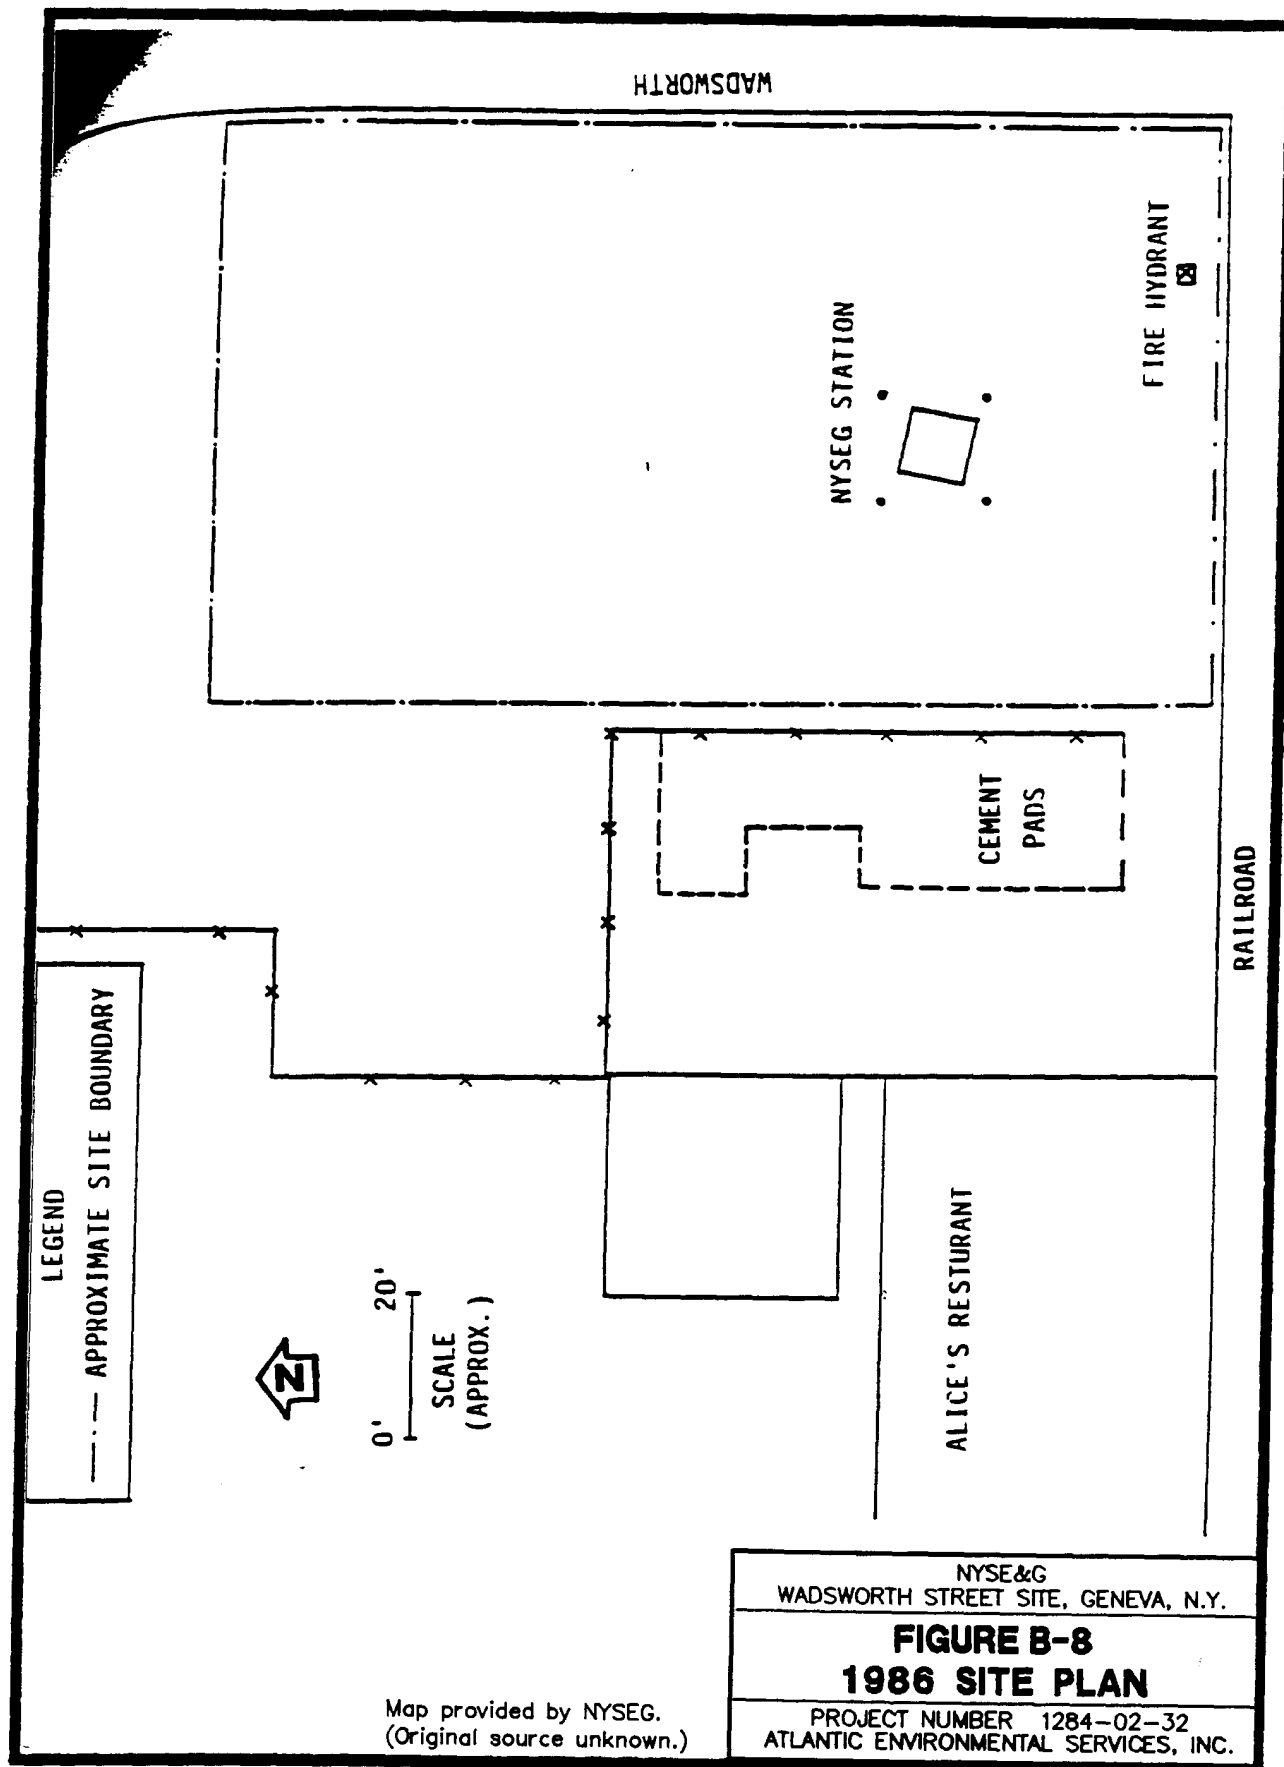 WADSWORTH
FIRE HYDRANT
NYSEG STATION
CEMENT
PADS
RAILROAD
LEGEND
APPROXIMATE SITE BOUNDARY
N
0' 20'
SCALE
(APPROX.)
ALICE'S RESTURANT
Map provided by NYSEG.
(Original source unknown.)
NYSE&G
WADSWORTH STREET SITE, GENEVA, N.Y.
FIGURE B-8
1986 SITE PLAN
PROJECT NUMBER 1284-02-32
ATLANTIC ENVIRONMENTAL SERVICES, INC.